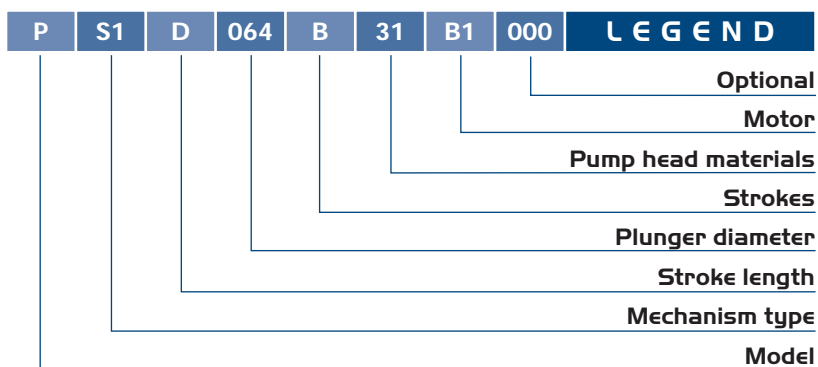 P S1 D 064 B 31 B1 000 LEGEND
Optional
Motor
Pump head materials
Strokes
Plunger diameter
Stroke length
Mechanism type
Model